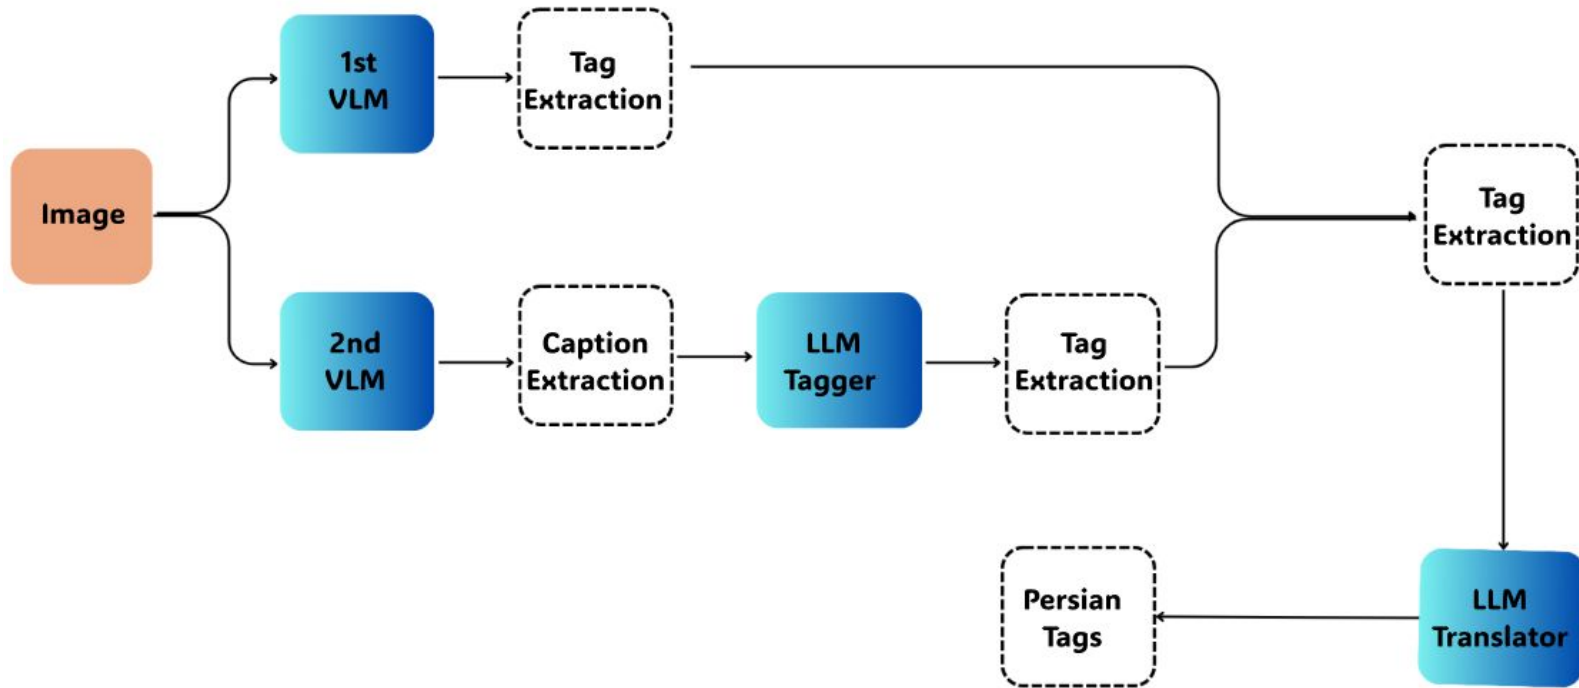 1st
VLM
Tag
Extraction
Image
Tag
Extraction
2nd
VLM
Caption
Extraction
LLM
Tagger
Tag
Extraction
Persian
Tags
LLM
Translator